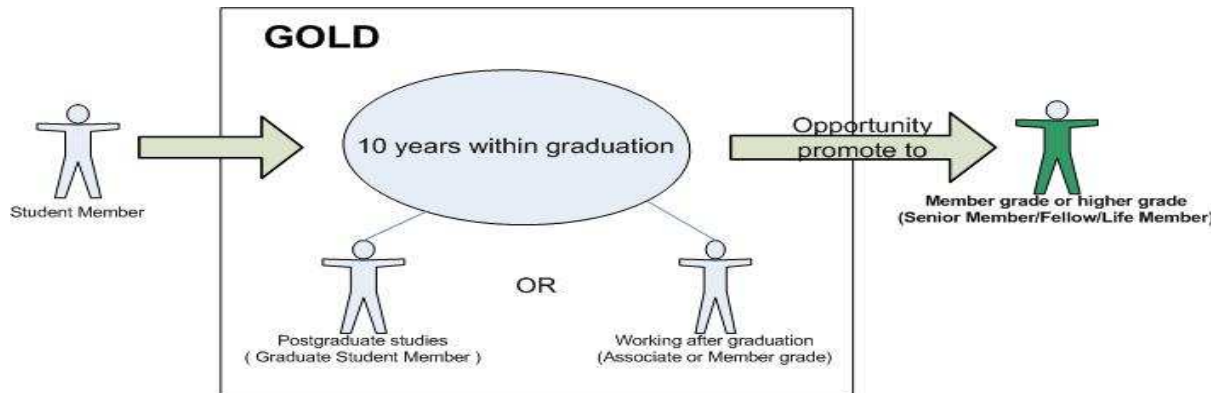 GOLD
10 years within graduation
Opportunity
promote to
Student Member
Member grade or higher grade
(Senior Member/Fellow/Life Member)
OR
Postgraduate studies
( Graduate Student Member )
Working after graduation
(Associate or Member grade)